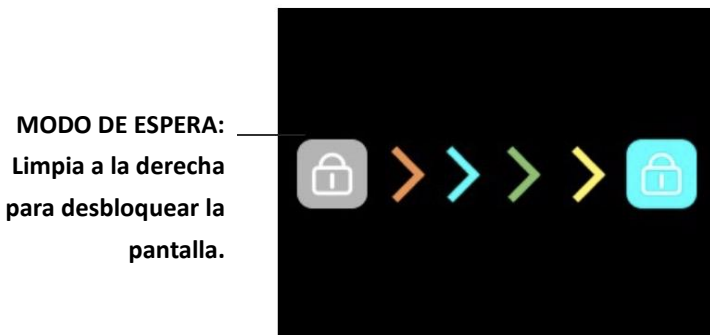 MODO DE ESPERA:
Limpia a la derecha
para desbloquear la
pantalla.